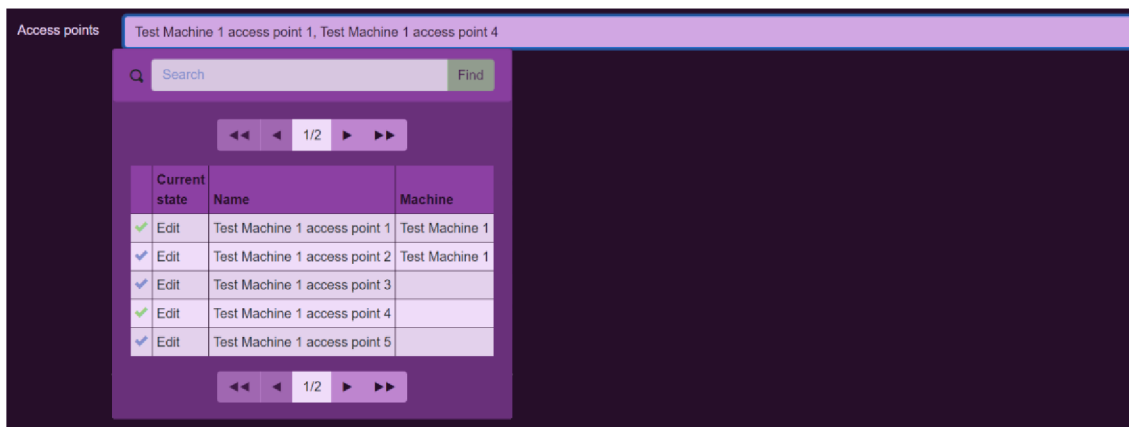 Access points Test Machine 1 access point 1, Test Machine 1 access point 4
Search Find
◄◄ ◄ 1/2 ► ►►
Current state Name Machine
Edit Test Machine 1 access point 1 Test Machine 1
Edit Test Machine 1 access point 2 Test Machine 1
Edit Test Machine 1 access point 3
Edit Test Machine 1 access point 4
Edit Test Machine 1 access point 5
◄◄ ◄ 1/2 ► ►►